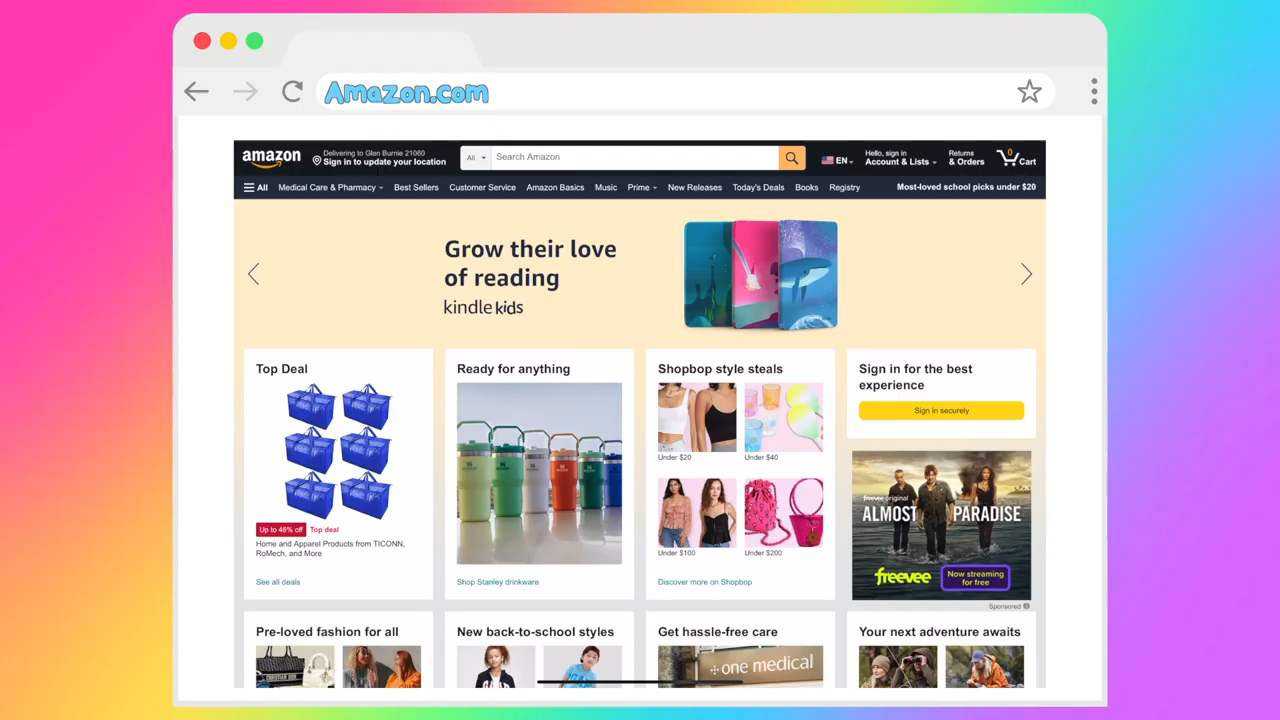 Amazon.com
amazon
Delivering to Glen Burnie 21060
Sign in to update your location
All
Search Amazon
EN
Hello, sign in
Account & Lists
Returns
& Orders
0
Cart
All
Medical Care & Pharmacy
Best Sellers
Customer Service
Amazon Basics
Music
Prime
New Releases
Today's Deals
Books
Registry
Most-loved school picks under $20
Grow their love
of reading
kindle kids
Top Deal
Up to 46% off
Top deal
Home and Apparel Products from TICONN,
RoMech, and More
See all deals
Ready for anything
Shop Stanley drinkware
Shopbop style steals
Under $20
Under $40
Under $100
Under $200
Discover more on Shopbop
Sign in for the best
experience
Sign in securely
freevee original
ALMOST PARADISE
freevee
Now streaming
for free
Sponsored
Pre-loved fashion for all
New back-to-school styles
Get hassle-free care
one medical
Your next adventure awaits